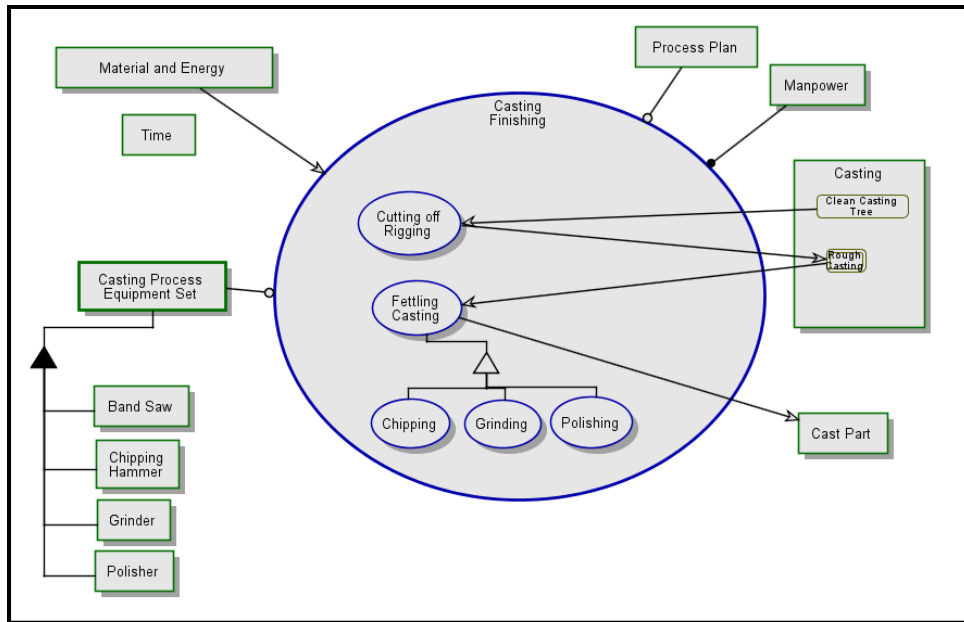 Material and Energy
Process Plan
Manpower
Time
Casting
Finishing
Casting
Clean Casting
Tree
Cutting off
Rigging
Rough
Casting
Casting Process
Equipment Set
Fettling
Casting
Chipping
Grinding
Polishing
Band Saw
Chipping
Hammer
Grinder
Polisher
Cast Part